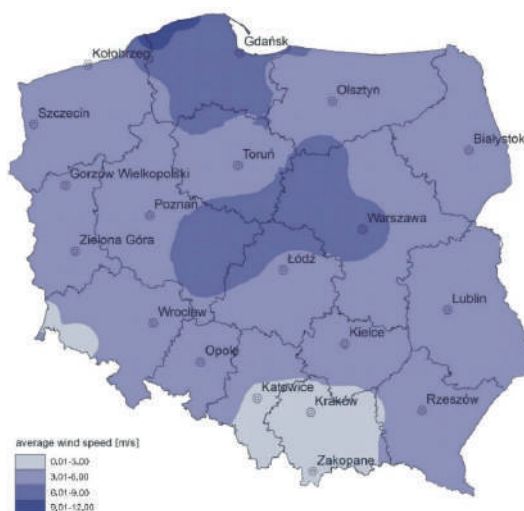 Kołobrzeg
Gdańsk
Olsztyn
Szczecin
Białystok
Toruń
Gorzów Wielkopolski
Poznań
Warszawa
Zielona Góra
Łódź
Lublin
Wrocław
Kielce
Opole
Katowice
Kraków
Rzeszów
Zakopane
average wind speed [m/s]
0,01-3,00
3,01-6,00
6,01-9,00
9,01-12,00